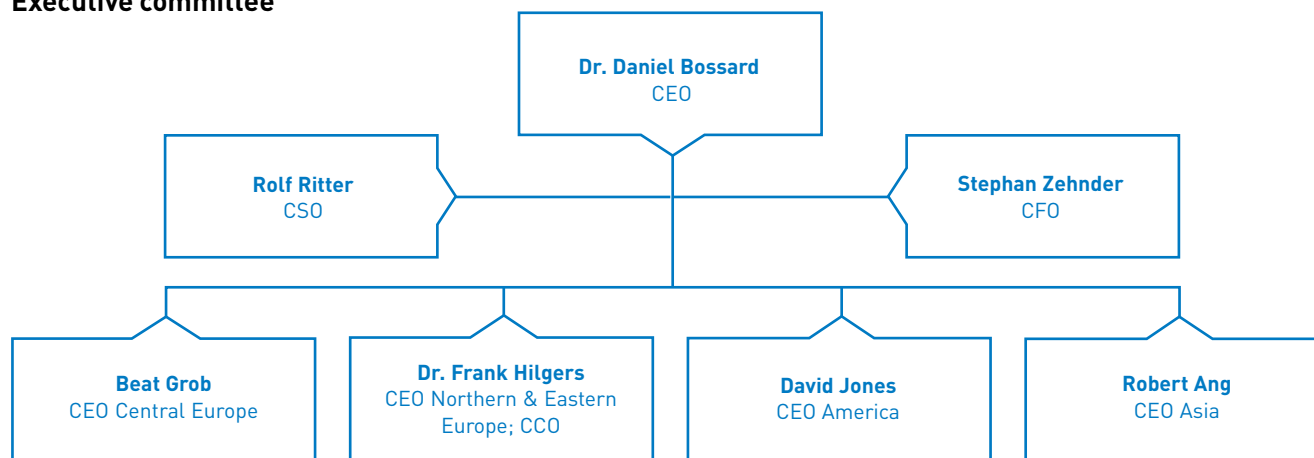 Executive committee
Dr. Daniel Bossard
CEO
Rolf Ritter
CSO
Stephan Zehnder
CFO
Beat Grob
CEO Central Europe
Dr. Frank Hilgers
CEO Northern & Eastern
Europe; CCO
David Jones
CEO America
Robert Ang
CEO Asia